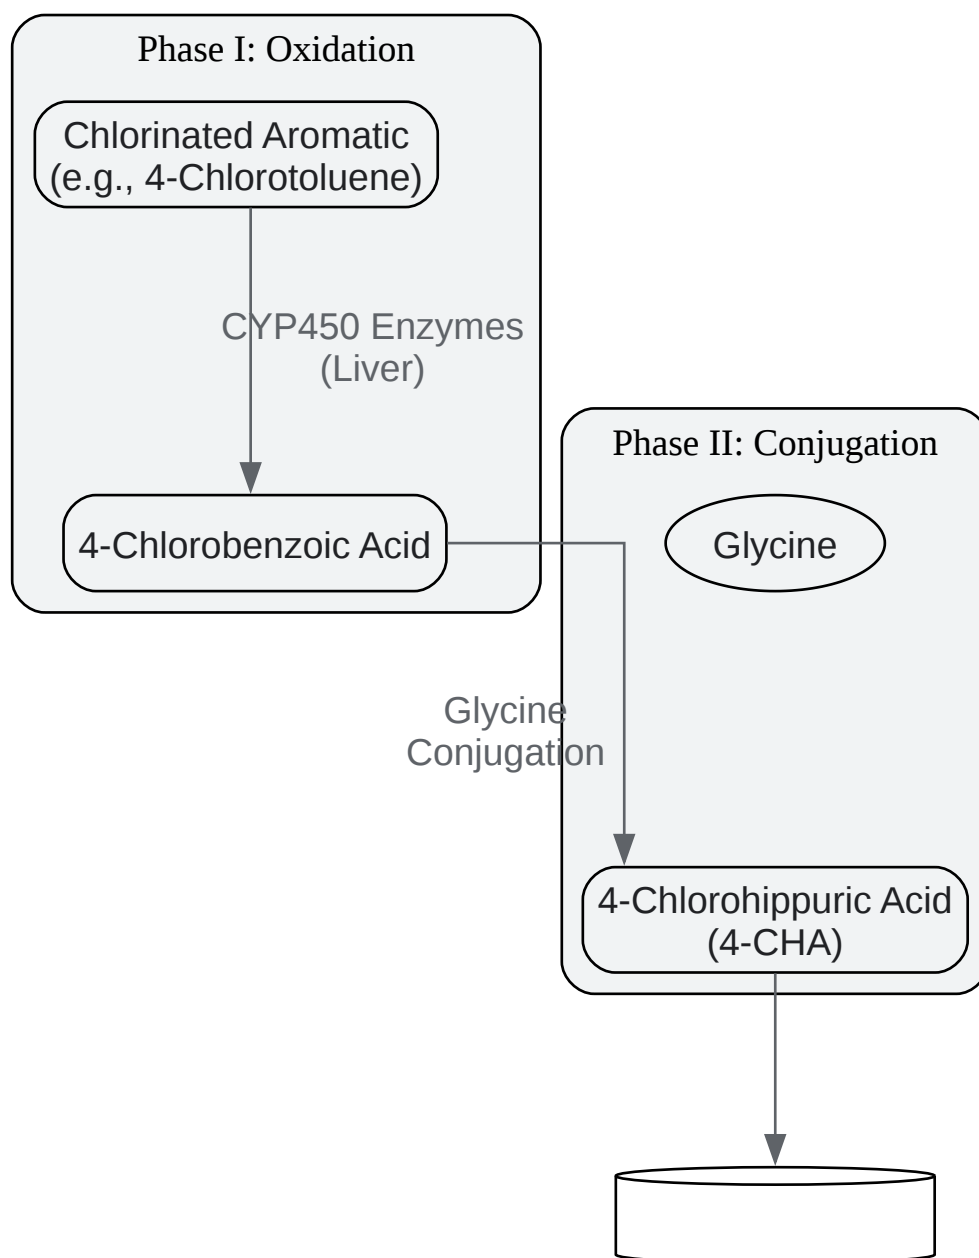 Phase I: Oxidation
Chlorinated Aromatic
(e.g., 4-Chlorotoluene)
CYP450 Enzymes
(Liver)
4-Chlorobenzoic Acid
Phase II: Conjugation
Glycine
Glycine
Conjugation
4-Chlorohippuric Acid
(4-CHA)